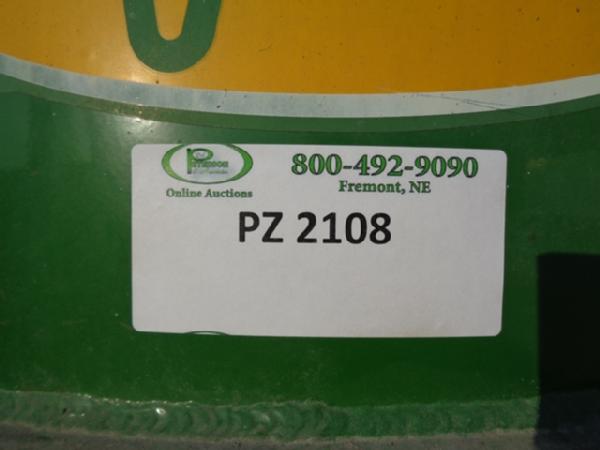 800-492-9090
Online Auctions
Fremont, NE
PZ 2108